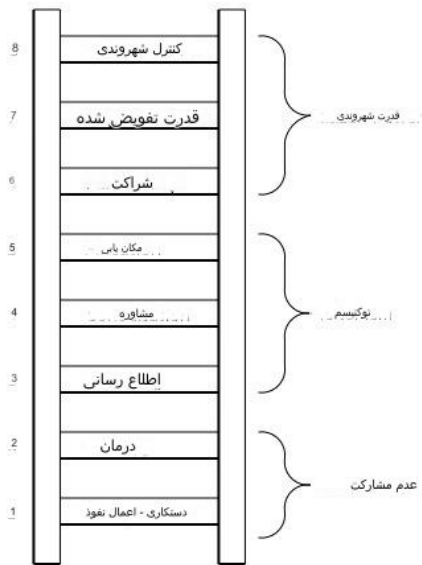 8 کنترل شهروندی
7 قدرت تفویض شده
قدرت شهروندی
6 شراکت
5 مکان یابی
4 مشاوره
توکنیسم
3 اطلاع رسانی
2 درمان
عدم مشارکت
1 دستکاری - اعمال نفوذ